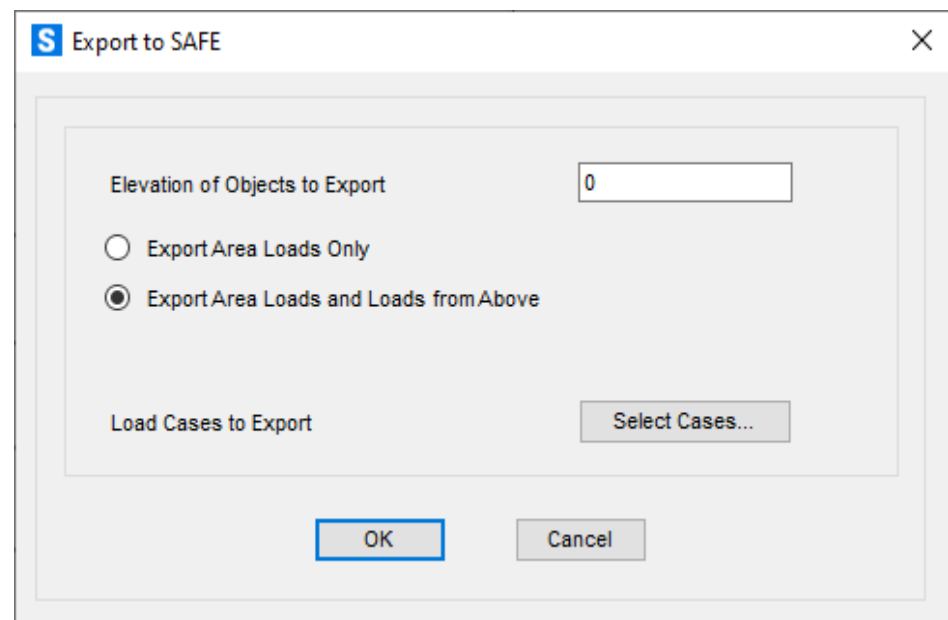 S Export to SAFE
Elevation of Objects to Export 0
Export Area Loads Only
Export Area Loads and Loads from Above
Load Cases to Export Select Cases...
OK Cancel